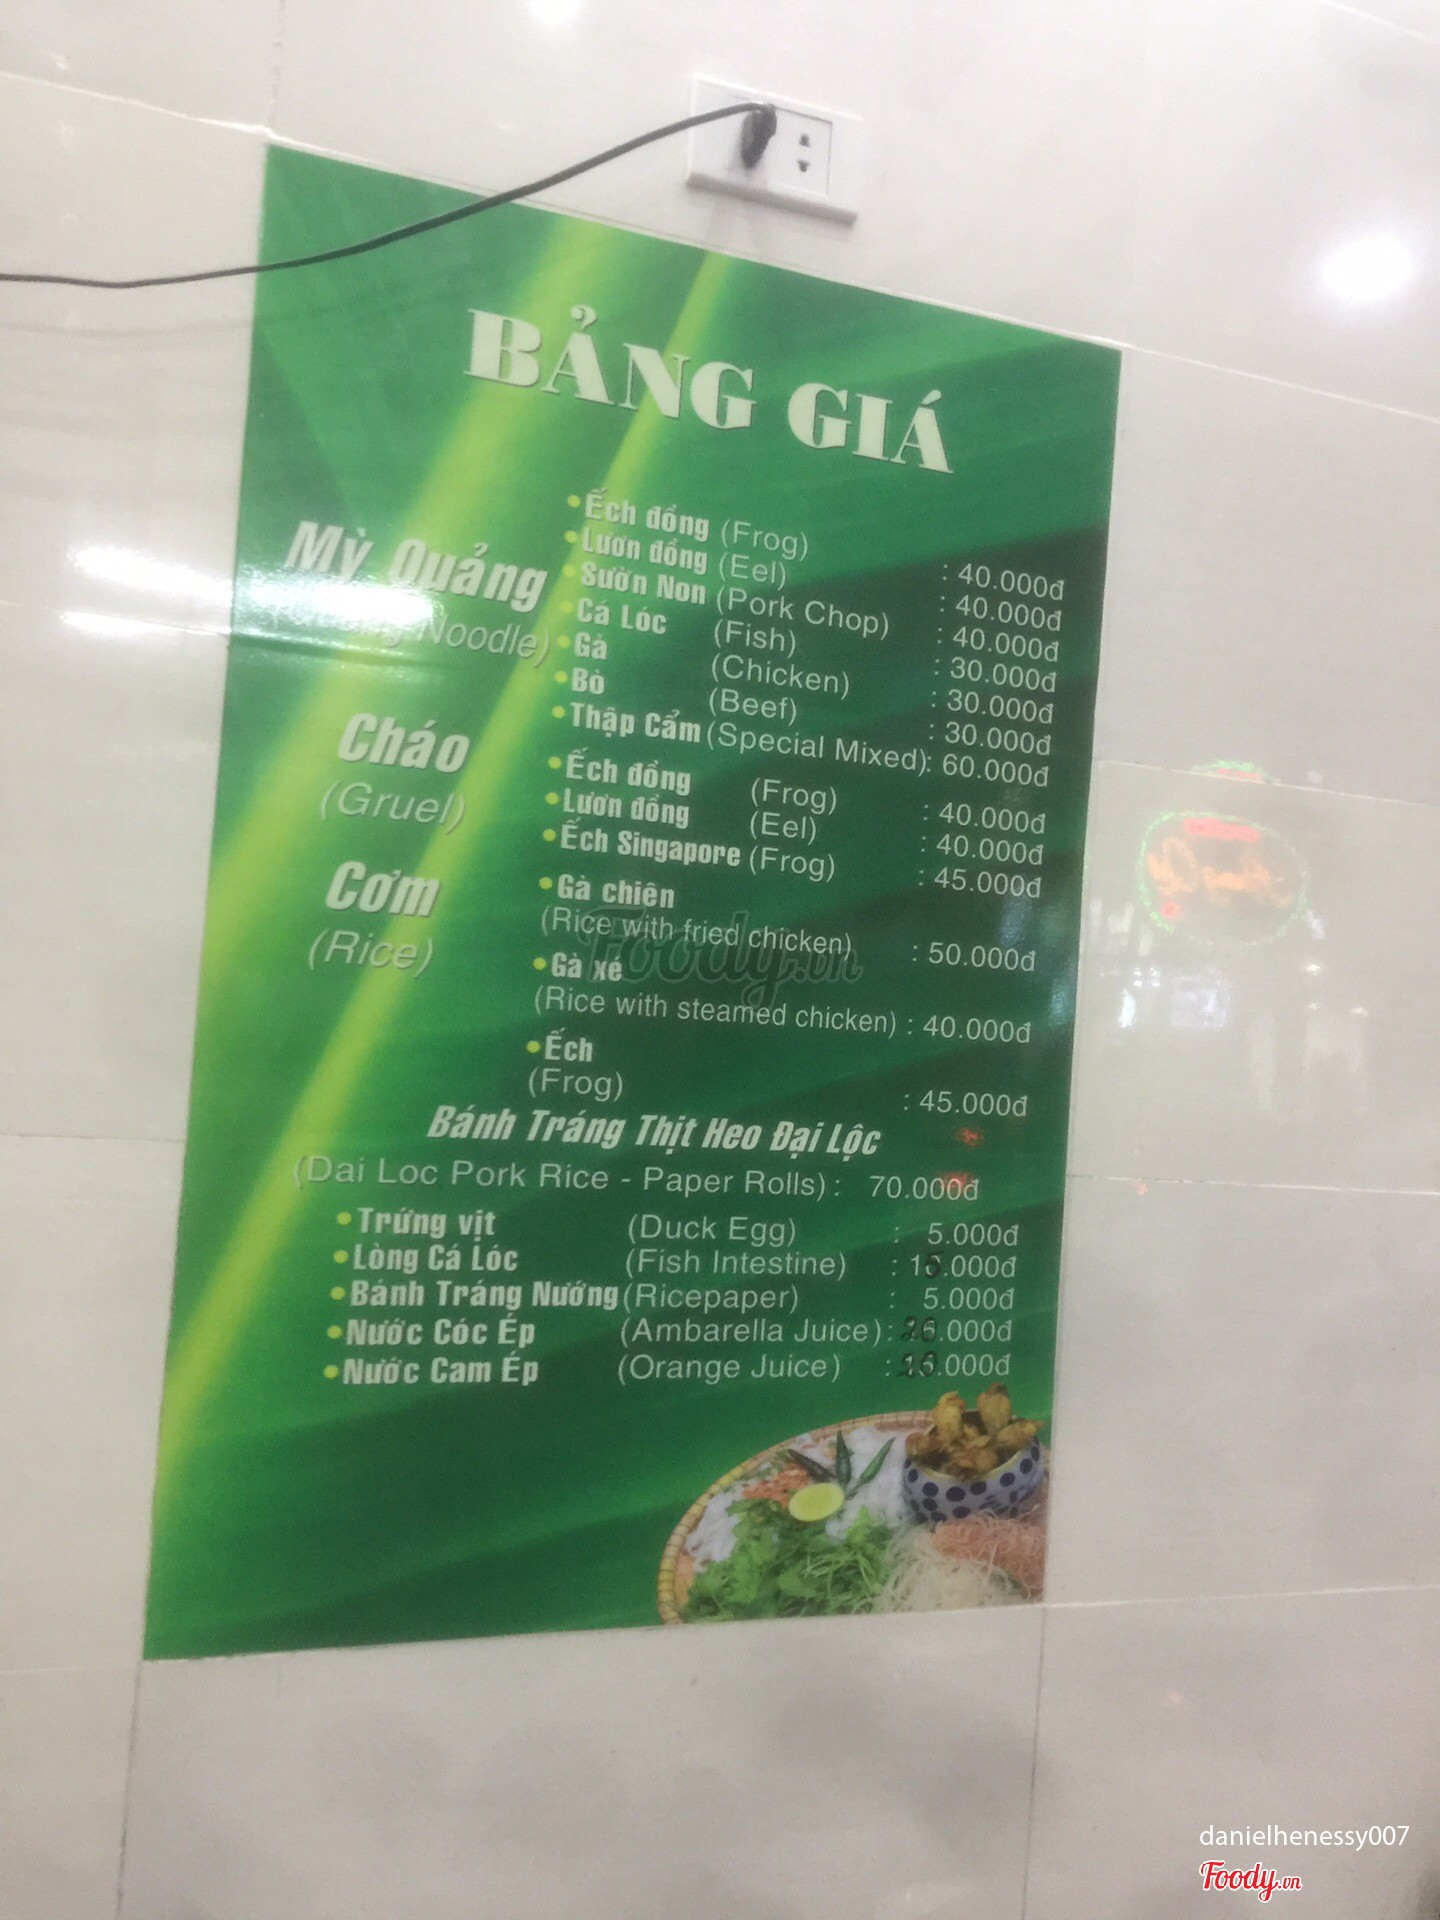 BẢNG GIÁ
Mỳ Quảng
Noodle)
• Ếch đồng (Frog) : 40.000đ
• Lươn đồng (Eel) : 40.000đ
• Sườn Non (Pork Chop) : 40.000đ
• Cá Lóc (Fish) : 30.000đ
• Gà (Chicken) : 30.000đ
• Bò (Beef) : 30.000đ
• Thập Cẩm (Special Mixed): 60.000đ
Cháo
(Gruel)
• Ếch đồng (Frog) : 40.000đ
• Lươn đồng (Eel) : 40.000đ
• Ếch Singapore (Frog) : 45.000đ
Cơm
(Rice)
• Gà chiên
(Rice with fried chicken) : 50.000đ
• Gà xé
(Rice with steamed chicken) : 40.000đ
• Ếch
(Frog) : 45.000đ
Bánh Tráng Thịt Heo Đại Lộc
(Dai Loc Pork Rice - Paper Rolls) : 70.000đ
• Trứng vịt (Duck Egg) : 5.000đ
• Lòng Cá Lóc (Fish Intestine) : 15.000đ
• Bánh Tráng Nướng (Ricepaper) : 5.000đ
• Nước Cóc Ép (Ambarella Juice) :
• Nước Cam Ép (Orange Juice) :
Foody.vn
danielhenessy007
Foody.vn